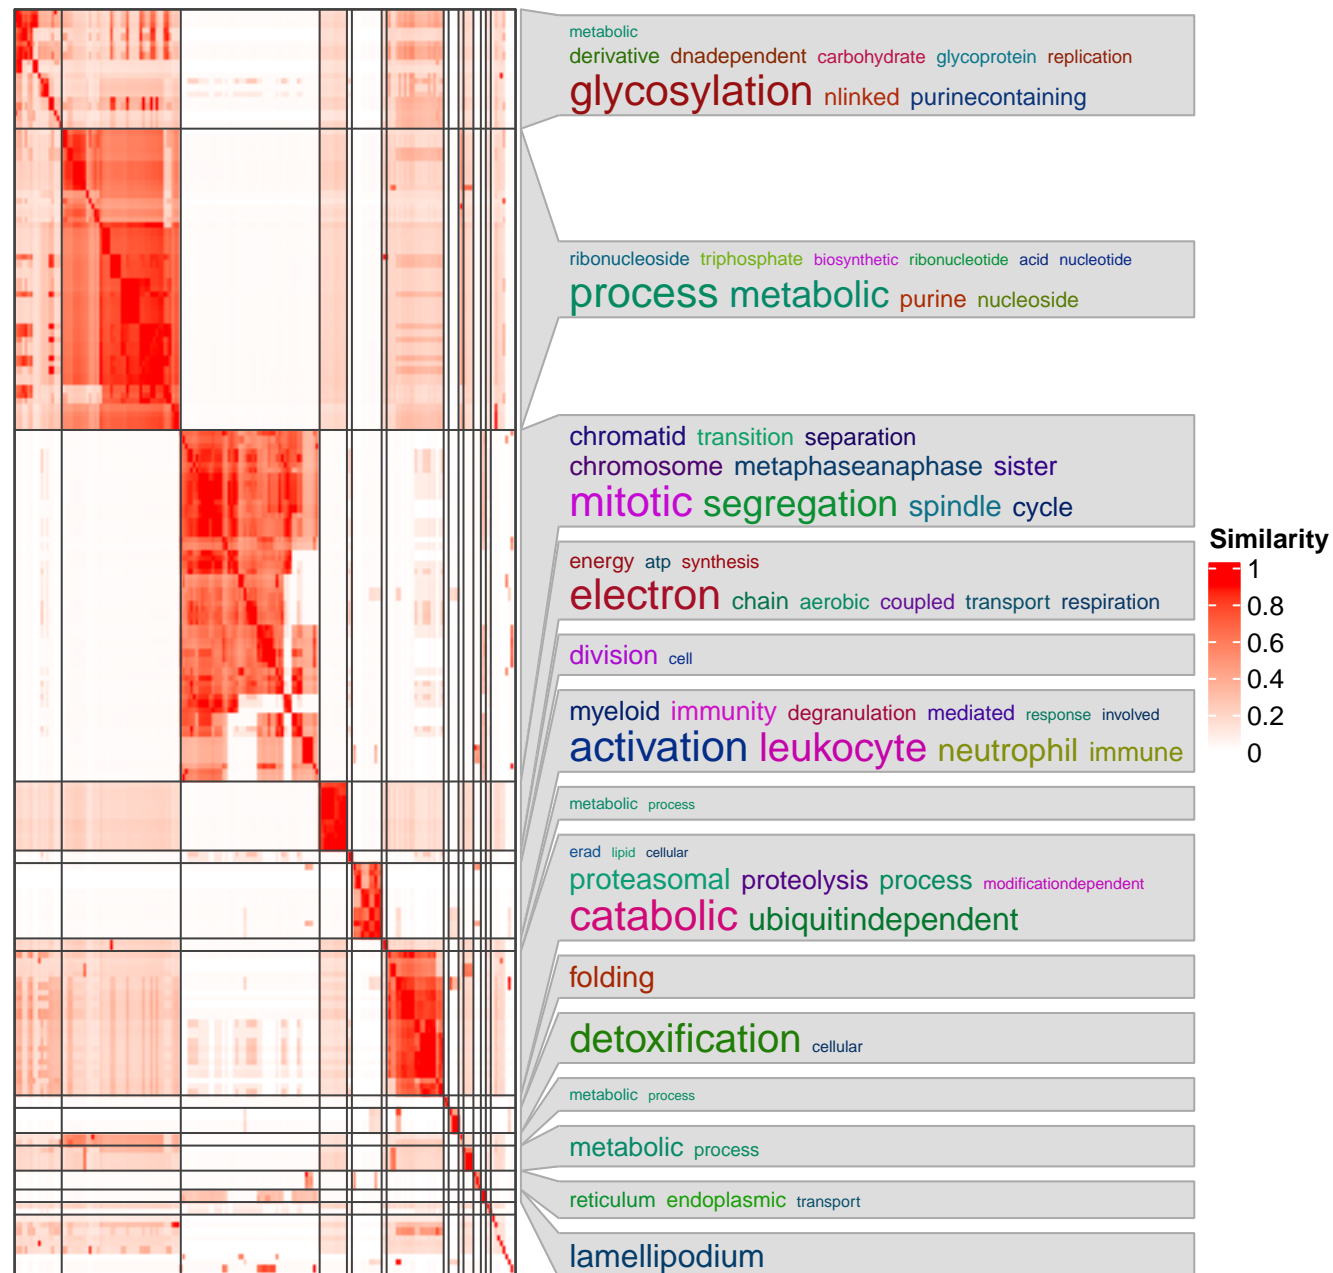 metabolic
derivative dnadependent carbohydrate glycoprotein replication
glycosylation nlinked purinecontaining
ribonucleoside triphosphate biosynthetic ribonucleotide acid nucleotide
process metabolic purine nucleoside
chromatid transition separation
chromosome metaphaseanaphase sister
mitotic segregation spindle cycle
energy atp synthesis
electron chain aerobic coupled transport respiration
division cell
myeloid immunity degranulation mediated response involved
activation leukocyte neutrophil immune
metabolic process
erad lipid cellular
proteasomal proteolysis process modificationdependent
catabolic ubiquitindependent
folding
detoxification cellular
metabolic process
metabolic process
reticulum endoplasmic transport
lamellipodium
Similarity
1
0.8
0.6
0.4
0.2
0